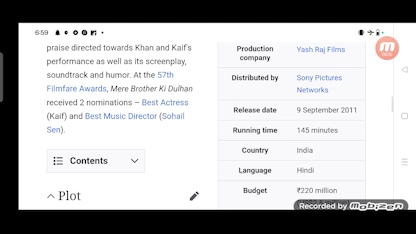 6:59
praise directed towards Khan and Kaif's
performance as well as its screenplay,
soundtrack and humor. At the 57th
Filmfare Awards, Mere Brother Ki Dulhan
received 2 nominations – Best Actress
(Kaif) and Best Music Director (Sohail
Sen).
Contents
Plot
Production company Yash Raj Films
Distributed by Sony Pictures Networks
Release date 9 September 2011
Running time 145 minutes
Country India
Language Hindi
Budget ₹220 million
Recorded by Mobizen